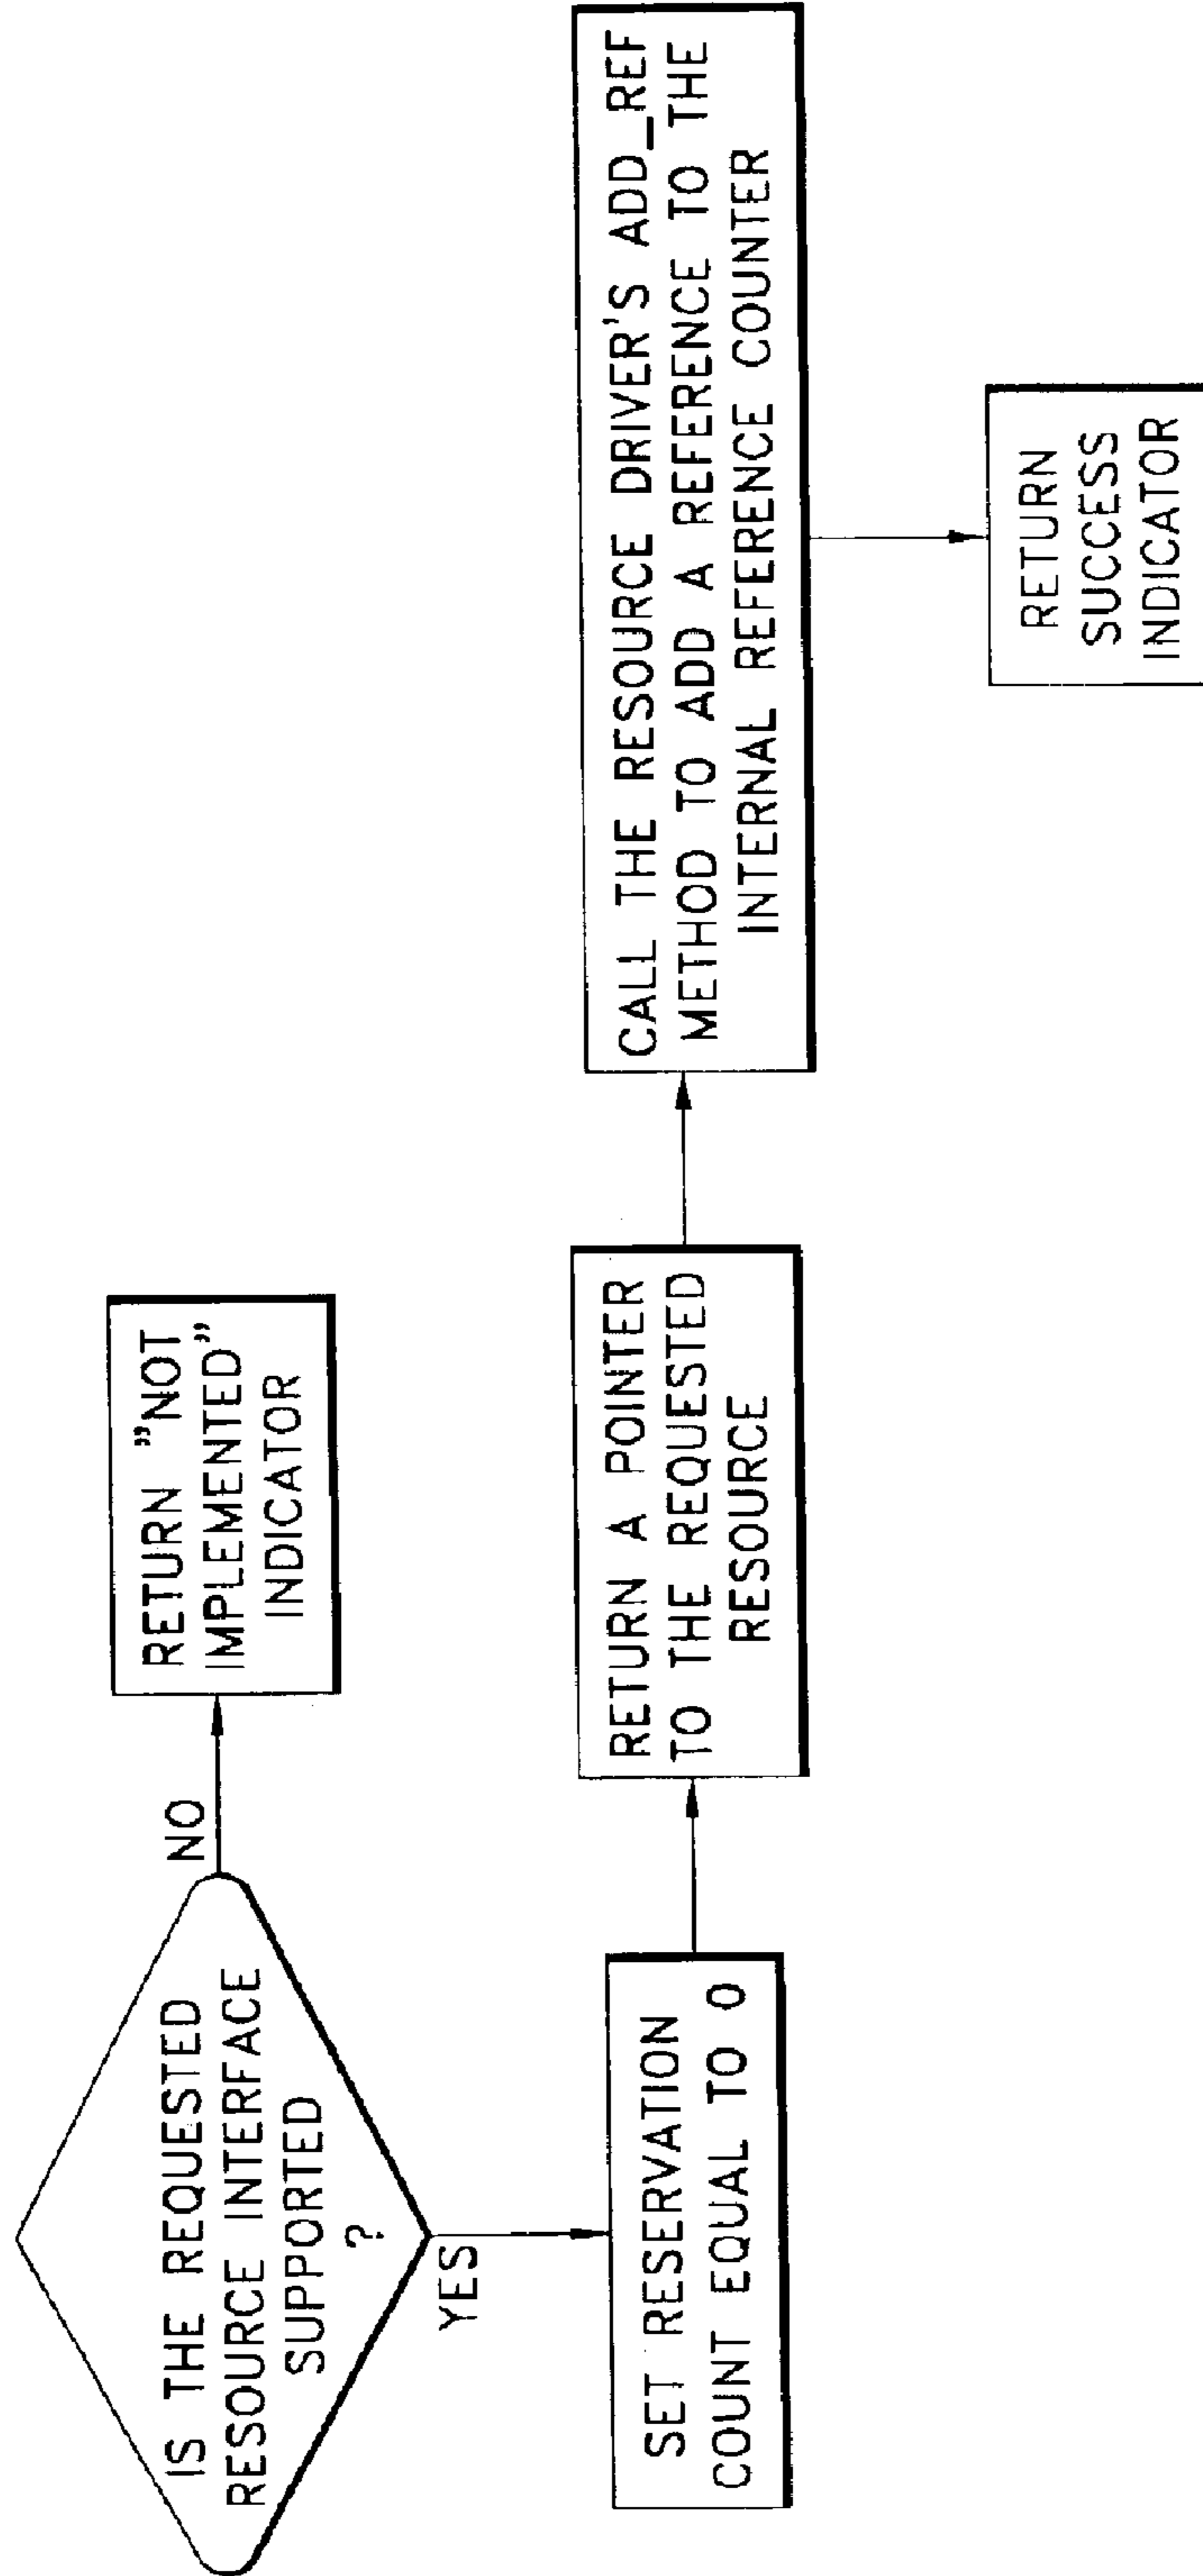 IS THE REQUESTED
RESOURCE INTERFACE
SUPPORTED
?
NO
RETURN "NOT
IMPLEMENTED"
INDICATOR
YES
SET RESERVATION
COUNT EQUAL TO 0
RETURN A POINTER
TO THE REQUESTED
RESOURCE
CALL THE RESOURCE DRIVER'S ADD_REF
METHOD TO ADD A REFERENCE TO THE
INTERNAL REFERENCE COUNTER
RETURN
SUCCESS
INDICATOR